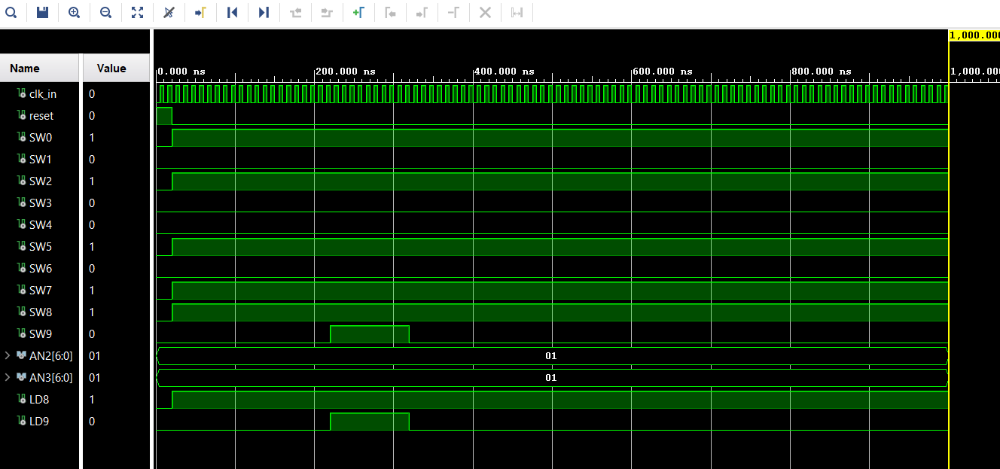 1,000.000
0.000 ns 200.000 ns 400.000 ns 600.000 ns 800.000 ns 1,000.000
Name Value
clk_in 0
reset 0
SW0 1
SW1 0
SW2 1
SW3 0
SW4 0
SW5 1
SW6 0
SW7 1
SW8 1
SW9 0
AN2[6:0] 01 01
AN3[6:0] 01 01
LD8 1
LD9 0